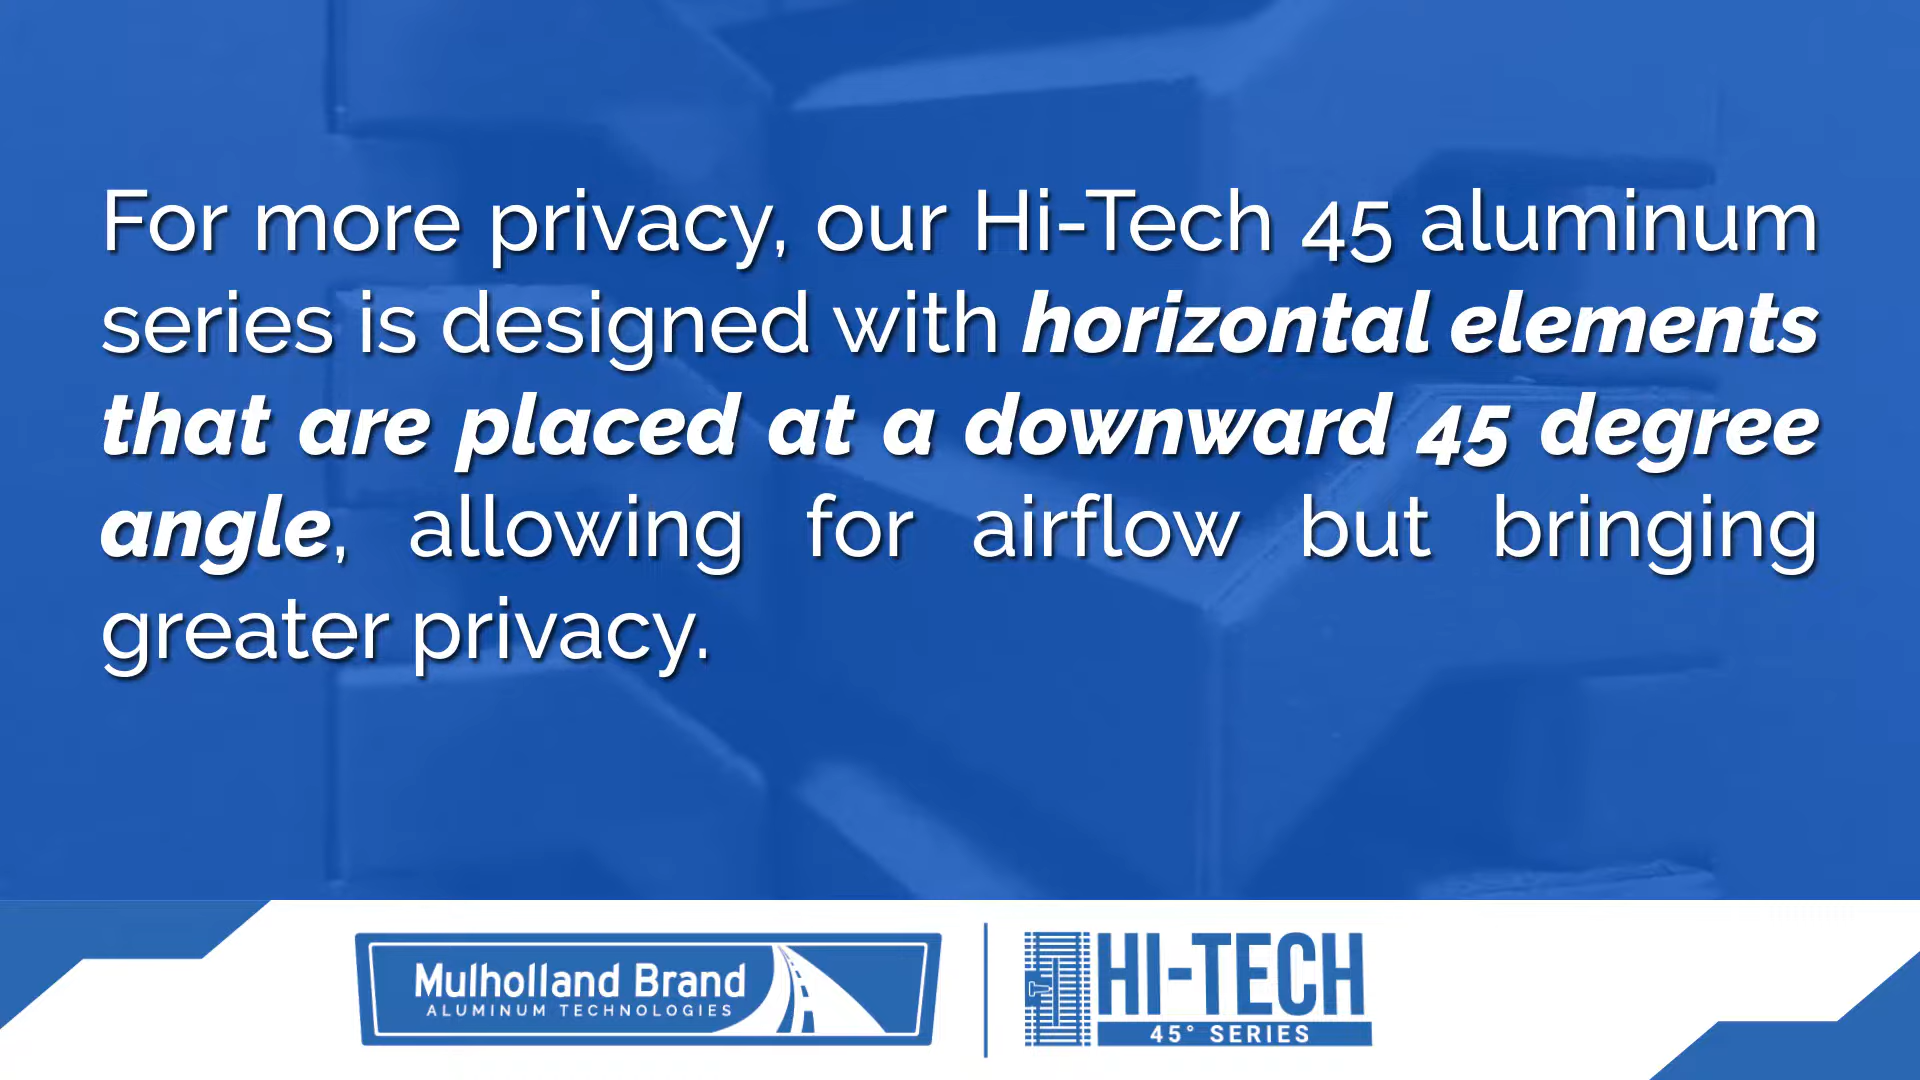 For more privacy, our Hi-Tech 45 aluminum
series is designed with horizontal elements
that are placed at a downward 45 degree
angle, allowing for airflow but bringing
greater privacy.
Mulholland Brand
ALUMINUM TECHNOLOGIES
HI-TECH
45° SERIES